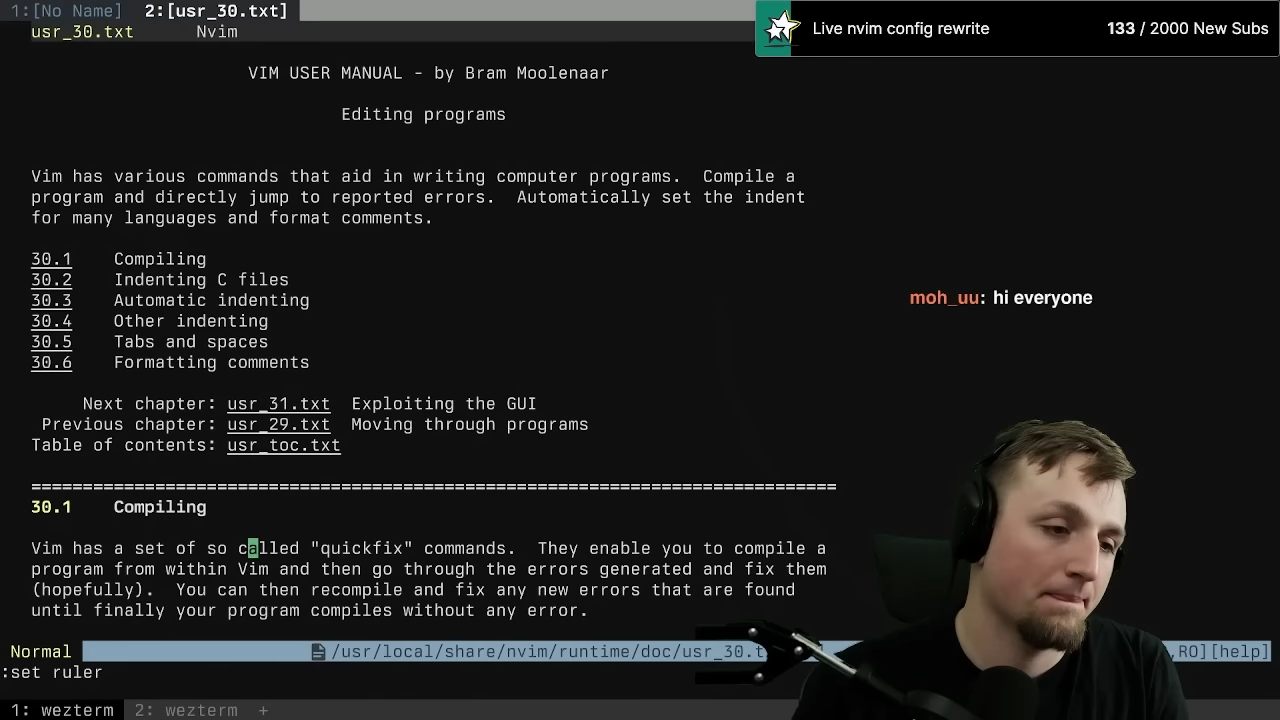 1:[No Name]  2:[usr_30.txt]
usr_30.txt      Nvim
Live nvim config rewrite  133 / 2000 New Subs
VIM USER MANUAL - by Bram Moolenaar
Editing programs
Vim has various commands that aid in writing computer programs.  Compile a
program and directly jump to reported errors.  Automatically set the indent
for many languages and format comments.
30.1    Compiling
30.2    Indenting C files
30.3    Automatic indenting
moh_uu: hi everyone
30.4    Other indenting
30.5    Tabs and spaces
30.6    Formatting comments
Next chapter: usr_31.txt  Exploiting the GUI
Previous chapter: usr_29.txt  Moving through programs
Table of contents: usr_toc.txt
==============================================================================
30.1    Compiling
Vim has a set of so called "quickfix" commands.  They enable you to compile a
program from within Vim and then go through the errors generated and fix them
(hopefully).  You can then recompile and fix any new errors that are found
until finally your program compiles without any error.
Normal  /usr/local/share/nvim/runtime/doc/usr_30.t ,RO][help]
:set ruler
1: wezterm  2: wezterm  +